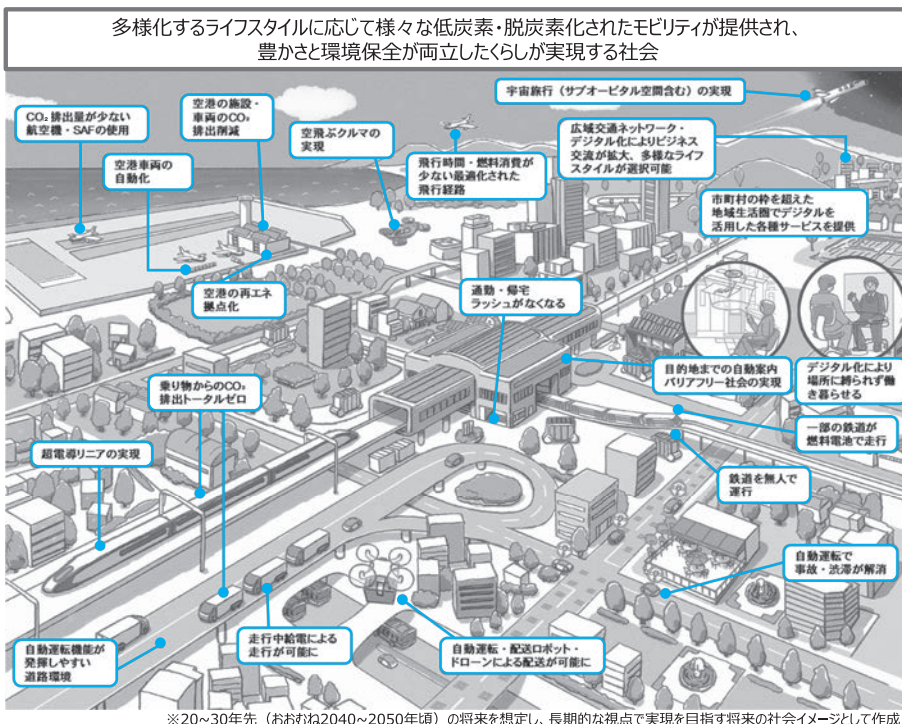 多様化するライフスタイルに応じて様々な低炭素・脱炭素化されたモビリティが提供され、
豊かさと環境保全が両立したくらしが実現する社会
宇宙旅行（サブオービタル空間含む）の実現
CO₂排出量が少ない
航空機・SAFの使用
空港の施設・
車両のCO₂
排出削減
空飛ぶクルマの
実現
広域交通ネットワーク・
デジタル化によりビジネス
交流が拡大、多様なライフ
スタイルが選択可能
飛行時間・燃料消費が
少ない最適化された
飛行経路
空港車両の
自動化
市町村の枠を超えた
地域生活圏でデジタルを
活用した各種サービスを提供
空港の再エネ
拠点化
通勤・帰宅
ラッシュがなくなる
目的地までの自動案内
バリアフリー社会の実現
デジタル化により
場所に縛られず働
き暮らせる
乗り物からのCO₂
排出トータルゼロ
一部の鉄道が
燃料電池で走行
超電導リニアの実現
鉄道を無人で
運行
自動運転で
事故・渋滞が解消
自動運転機能が
発揮しやすい
道路環境
走行中給電による
走行が可能に
自動運転・配送ロボット・
ドローンによる配送が可能に
※20~30年先（おおむね2040~2050年頃）の将来を想定し、長期的な視点で実現を目指す将来の社会イメージとして作成